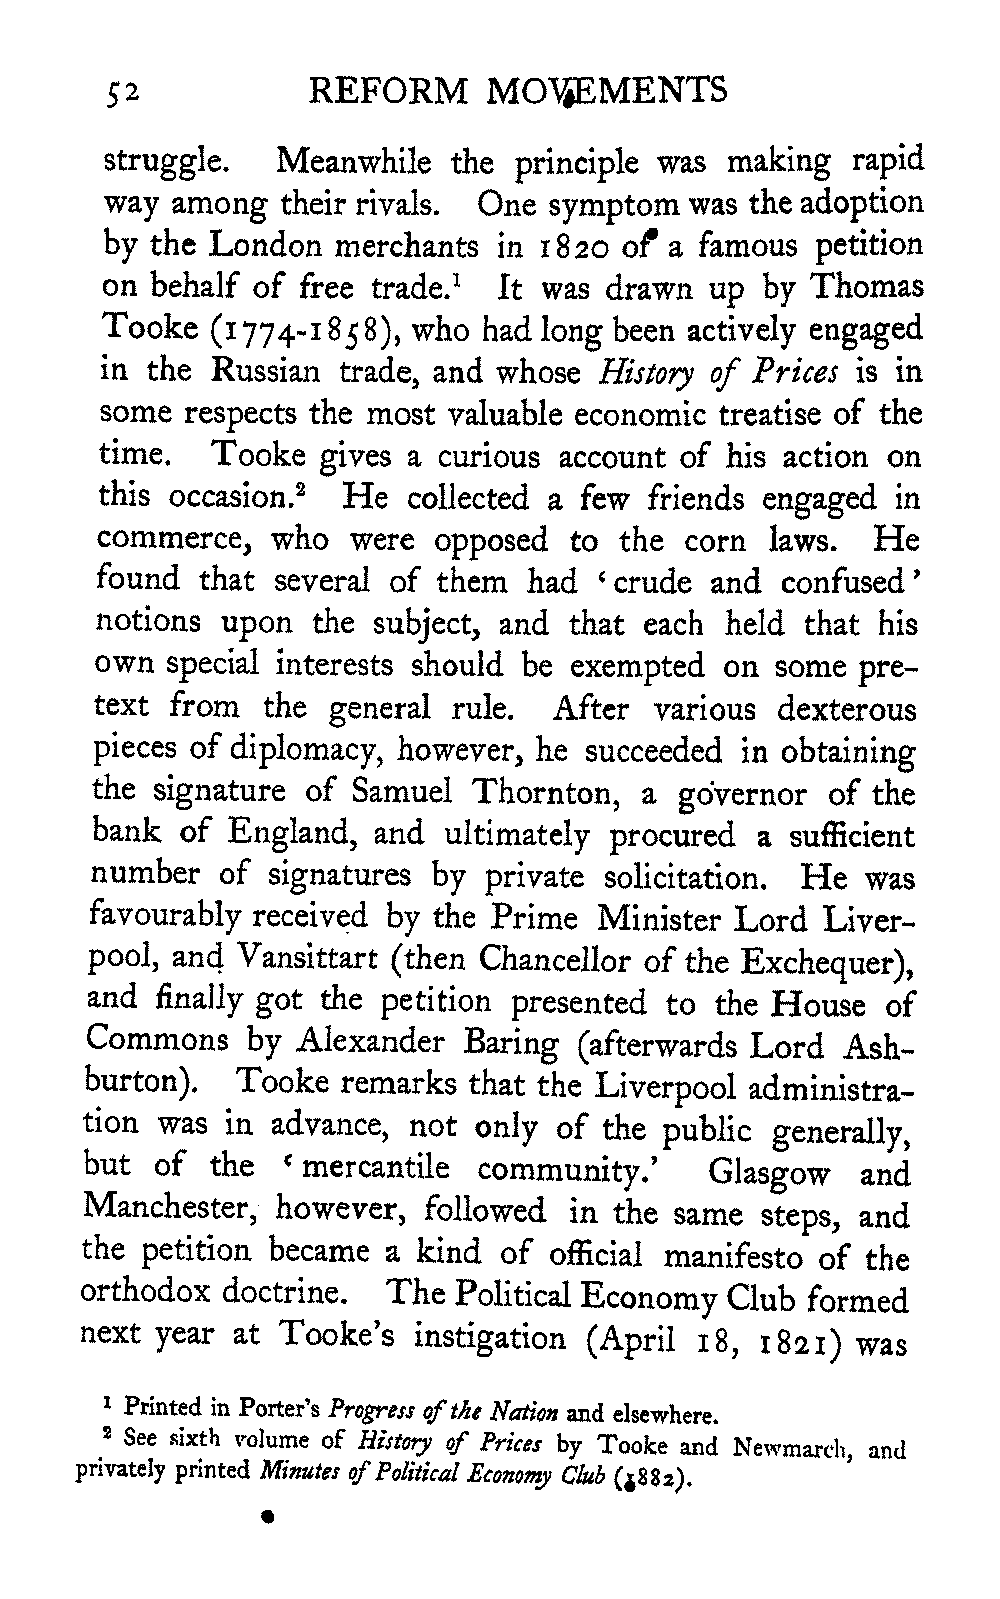 52 REFORM MOVEMENTS
struggle. Meanwhile the principle was making rapid
way among their rivals. One symptom was the adoption
by the London merchants in 1820 of a famous petition
on behalf of free trade.¹ It was drawn up by Thomas
Tooke (1774-1858), who had long been actively engaged
in the Russian trade, and whose History of Prices is in
some respects the most valuable economic treatise of the
time. Tooke gives a curious account of his action on
this occasion.² He collected a few friends engaged in
commerce, who were opposed to the corn laws. He
found that several of them had ‘crude and confused’
notions upon the subject, and that each held that his
own special interests should be exempted on some pre-
text from the general rule. After various dexterous
pieces of diplomacy, however, he succeeded in obtaining
the signature of Samuel Thornton, a governor of the
bank of England, and ultimately procured a sufficient
number of signatures by private solicitation. He was
favourably received by the Prime Minister Lord Liver-
pool, and Vansittart (then Chancellor of the Exchequer),
and finally got the petition presented to the House of
Commons by Alexander Baring (afterwards Lord Ash-
burton). Tooke remarks that the Liverpool administra-
tion was in advance, not only of the public generally,
but of the ‘mercantile community.’ Glasgow and
Manchester, however, followed in the same steps, and
the petition became a kind of official manifesto of the
orthodox doctrine. The Political Economy Club formed
next year at Tooke’s instigation (April 18, 1821) was
¹ Printed in Porter’s Progress of the Nation and elsewhere.
² See sixth volume of History of Prices by Tooke and Newmarch, and
privately printed Minutes of Political Economy Club (1882).